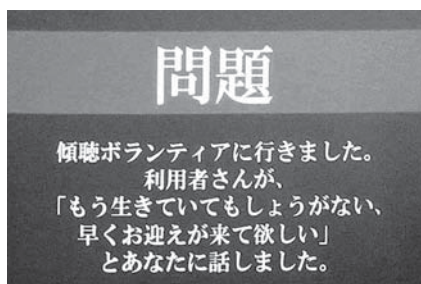 問題
傾聴ボランティアに行きました。
利用者さんが、
「もう生きていてもしょうがない、
早くお迎えが来て欲しい」
とあなたに話しました。